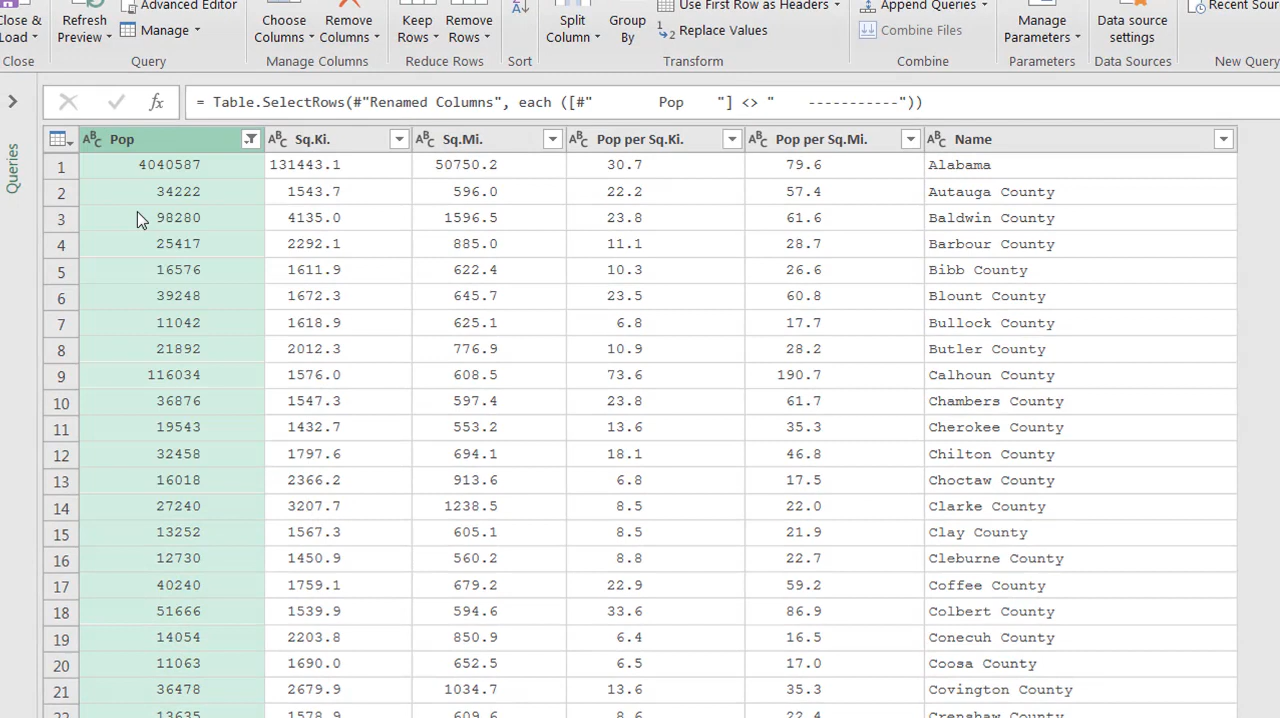 Close & Load
Refresh Preview
Advanced Editor
Manage
Choose Columns
Remove Columns
Keep Rows
Remove Rows
Split Column
Group By
Use First Row as Headers
Replace Values
Append Queries
Combine Files
Manage Parameters
Data source settings
Recent Sour
Close
Query
Manage Columns
Reduce Rows
Sort
Transform
Combine
Parameters
Data Sources
New Query
fx
= Table.SelectRows(#"Renamed Columns", each ([#"          Pop     "] <> "     -----------"))
Queries
Pop Sq.Ki. Sq.Mi. Pop per Sq.Ki. Pop per Sq.Mi. Name
1 4040587 131443.1 50750.2 30.7 79.6 Alabama
2 34222 1543.7 596.0 22.2 57.4 Autauga County
3 98280 4135.0 1596.5 23.8 61.6 Baldwin County
4 25417 2292.1 885.0 11.1 28.7 Barbour County
5 16576 1611.9 622.4 10.3 26.6 Bibb County
6 39248 1672.3 645.7 23.5 60.8 Blount County
7 11042 1618.9 625.1 6.8 17.7 Bullock County
8 21892 2012.3 776.9 10.9 28.2 Butler County
9 116034 1576.0 608.5 73.6 190.7 Calhoun County
10 36876 1547.3 597.4 23.8 61.7 Chambers County
11 19543 1432.7 553.2 13.6 35.3 Cherokee County
12 32458 1797.6 694.1 18.1 46.8 Chilton County
13 16018 2366.2 913.6 6.8 17.5 Choctaw County
14 27240 3207.7 1238.5 8.5 22.0 Clarke County
15 13252 1567.3 605.1 8.5 21.9 Clay County
16 12730 1450.9 560.2 8.8 22.7 Cleburne County
17 40240 1759.1 679.2 22.9 59.2 Coffee County
18 51666 1539.9 594.6 33.6 86.9 Colbert County
19 14054 2203.8 850.9 6.4 16.5 Conecuh County
20 11063 1690.0 652.5 6.5 17.0 Coosa County
21 36478 2679.9 1034.7 13.6 35.3 Covington County
22 13635 1578.9 609.6 8.6 22.4 Crenshaw County